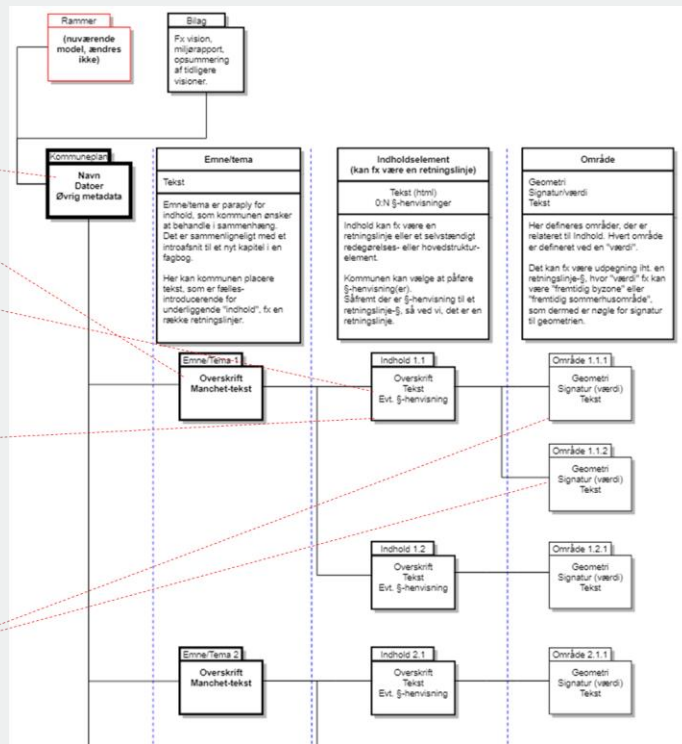 Rammer
(nuværende
model, ændres
ikke)
Bilag
Fx vision,
miljørapport,
opsummering
af tidligere
visioner.
Kommuneplan
Navn
Datoer
Øvrig metadata
Emne/tema
Tekst
Emne/tema er paraply for
indhold, som kommunen ønsker
at behandle i sammenhæng.
Det er sammenligneligt med et
introafsnit til et nyt kapitel i en
fagbog.
Her kan kommunen placere
tekst, som er fælles-
introducerende for
underliggende "indhold", fx en
række retningslinjer.
Indholdselement
(kan fx være en retningslinje)
Tekst (html)
0:N §-henvisninger
Indhold kan fx være en
retningslinje eller et selvstændigt
redegørelses- eller hovedstruktur-
element.
Kommunen kan vælge at påføre
§-henvisning(er).
Såfremt der er §-henvisning til et
retningslinje-§, så ved vi, det er en
retningslinje.
Område
Geometri
Signatur/værdi
Tekst
Her defineres områder, der er
relateret til Indhold. Hvert område
er defineret ved en "værdi".
Det kan fx være udpegning iht. en
retningslinje-§, hvor "værdi" fx kan
være "fremtidig byzone" eller
"fremtidig sommerhusområde",
som dermed er nøgle for signatur
til geometrien.
Emne/Tema 1
Overskrift
Manchet-tekst
Indhold 1.1
Overskrift
Tekst
Evt. §-henvisning
Område 1.1.1
Geometri
Signatur (værdi)
Tekst
Område 1.1.2
Geometri
Signatur (værdi)
Tekst
Indhold 1.2
Overskrift
Tekst
Evt. §-henvisning
Område 1.2.1
Geometri
Signatur (værdi)
Tekst
Emne/Tema 2
Overskrift
Manchet-tekst
Indhold 2.1
Overskrift
Tekst
Evt. §-henvisning
Område 2.1.1
Geometri
Signatur (værdi)
Tekst